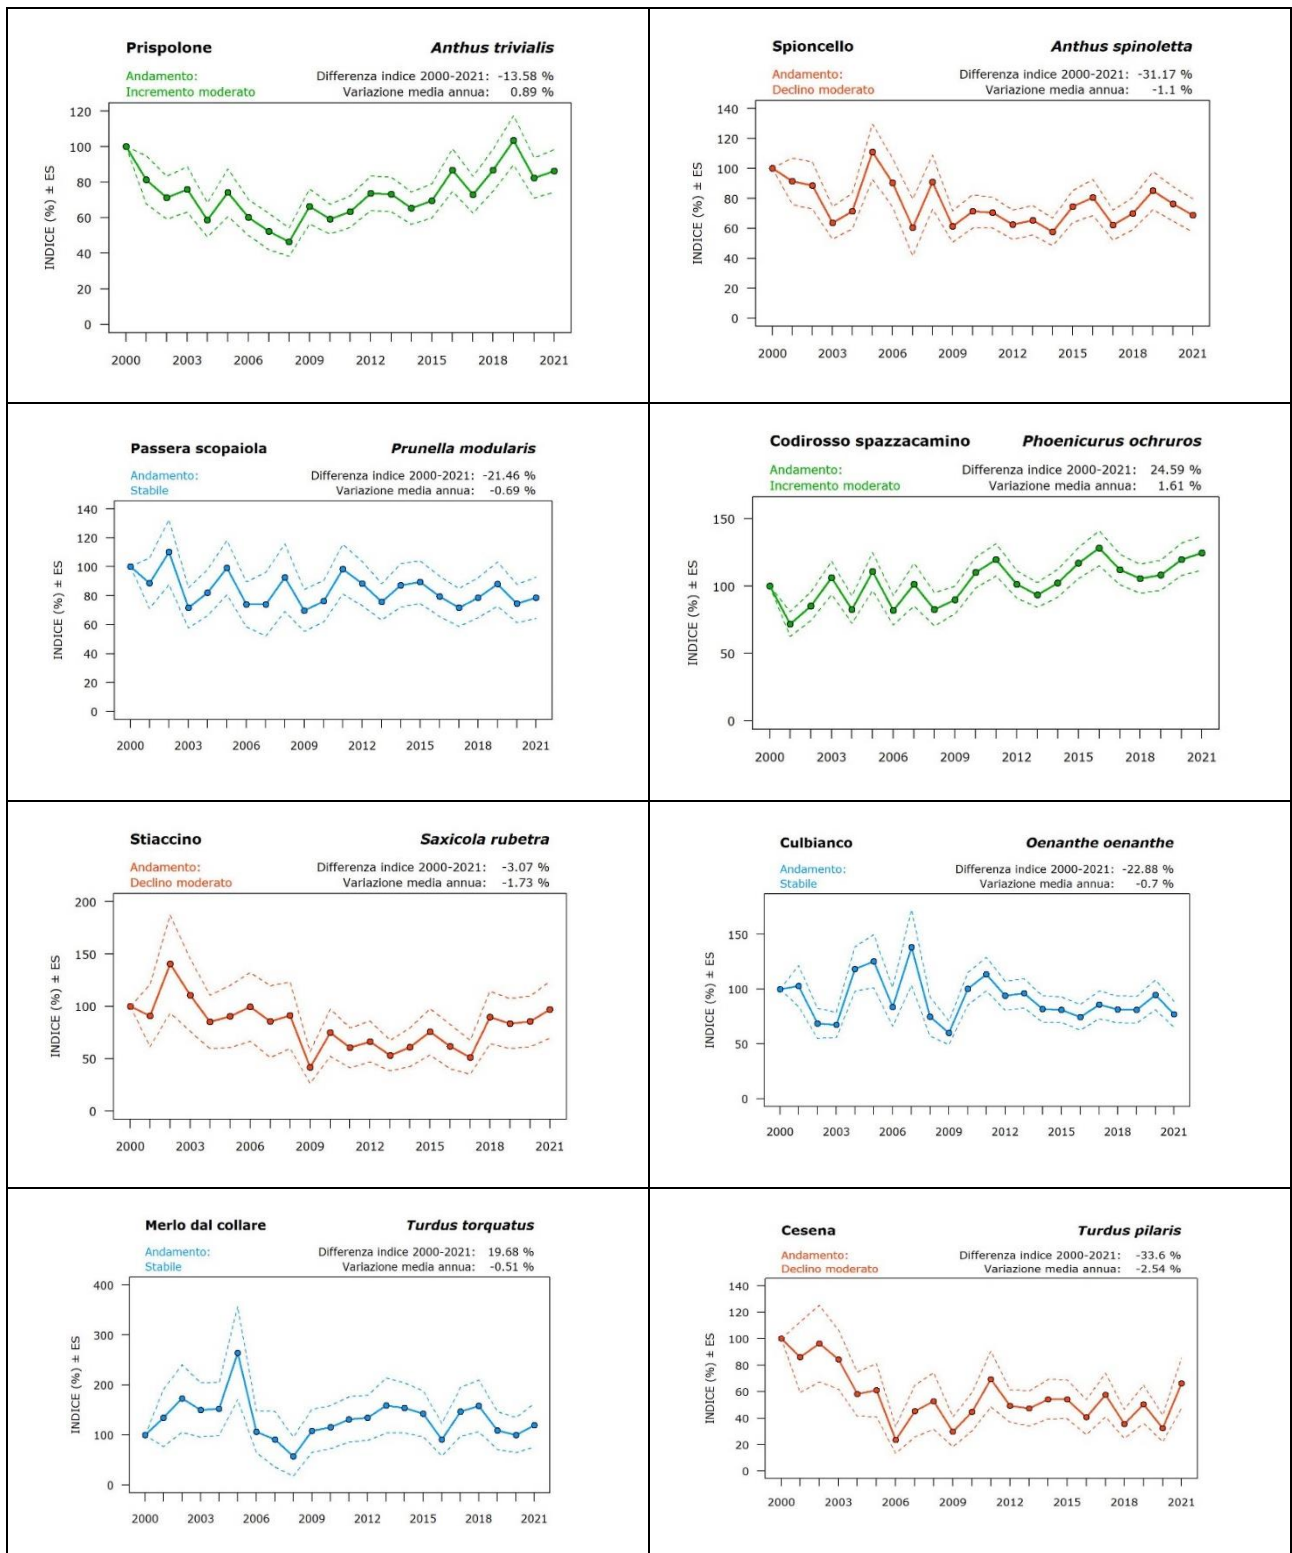 Prispolone Anthus trivialis
Andamento: Differenza indice 2000-2021: -13.58 %
Incremento moderato Variazione media annua: 0.89 %
120
100
80
60
40
20
0
INDICE (%) ± ES
2000 2003 2006 2009 2012 2015 2018 2021
Spioncello Anthus spinoletta
Andamento: Differenza indice 2000-2021: -31.17 %
Declino moderato Variazione media annua: -1.1 %
140
120
100
80
60
40
20
0
INDICE (%) ± ES
2000 2003 2006 2009 2012 2015 2018 2021
Passera scopaiola Prunella modularis
Andamento: Differenza indice 2000-2021: -21.46 %
Stabile Variazione media annua: -0.69 %
140
120
100
80
60
40
20
0
INDICE (%) ± ES
2000 2003 2006 2009 2012 2015 2018 2021
Codirosso spazzacamino Phoenicurus ochruros
Andamento: Differenza indice 2000-2021: 24.59 %
Incremento moderato Variazione media annua: 1.61 %
150
100
50
0
INDICE (%) ± ES
2000 2003 2006 2009 2012 2015 2018 2021
Stiaccino Saxicola rubetra
Andamento: Differenza indice 2000-2021: -3.07 %
Declino moderato Variazione media annua: -1.73 %
200
150
100
50
0
INDICE (%) ± ES
2000 2003 2006 2009 2012 2015 2018 2021
Culbianco Oenanthe oenanthe
Andamento: Differenza indice 2000-2021: -22.88 %
Stabile Variazione media annua: -0.7 %
150
100
50
0
INDICE (%) ± ES
2000 2003 2006 2009 2012 2015 2018 2021
Merlo dal collare Turdus torquatus
Andamento: Differenza indice 2000-2021: 19.68 %
Stabile Variazione media annua: -0.51 %
400
300
200
100
0
INDICE (%) ± ES
2000 2003 2006 2009 2012 2015 2018 2021
Cesena Turdus pilaris
Andamento: Differenza indice 2000-2021: -33.6 %
Declino moderato Variazione media annua: -2.54 %
140
120
100
80
60
40
20
0
INDICE (%) ± ES
2000 2003 2006 2009 2012 2015 2018 2021